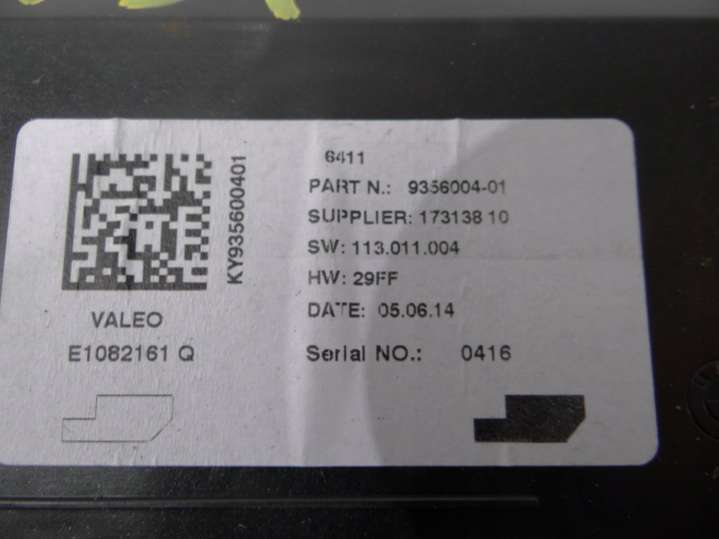 6411
PART N.: 9356004-01
SUPPLIER: 173138 10
SW: 113.011.004
HW: 29FF
DATE: 05.06.14
Serial NO.: 0416
KY935600401
VALEO
E1082161 Q